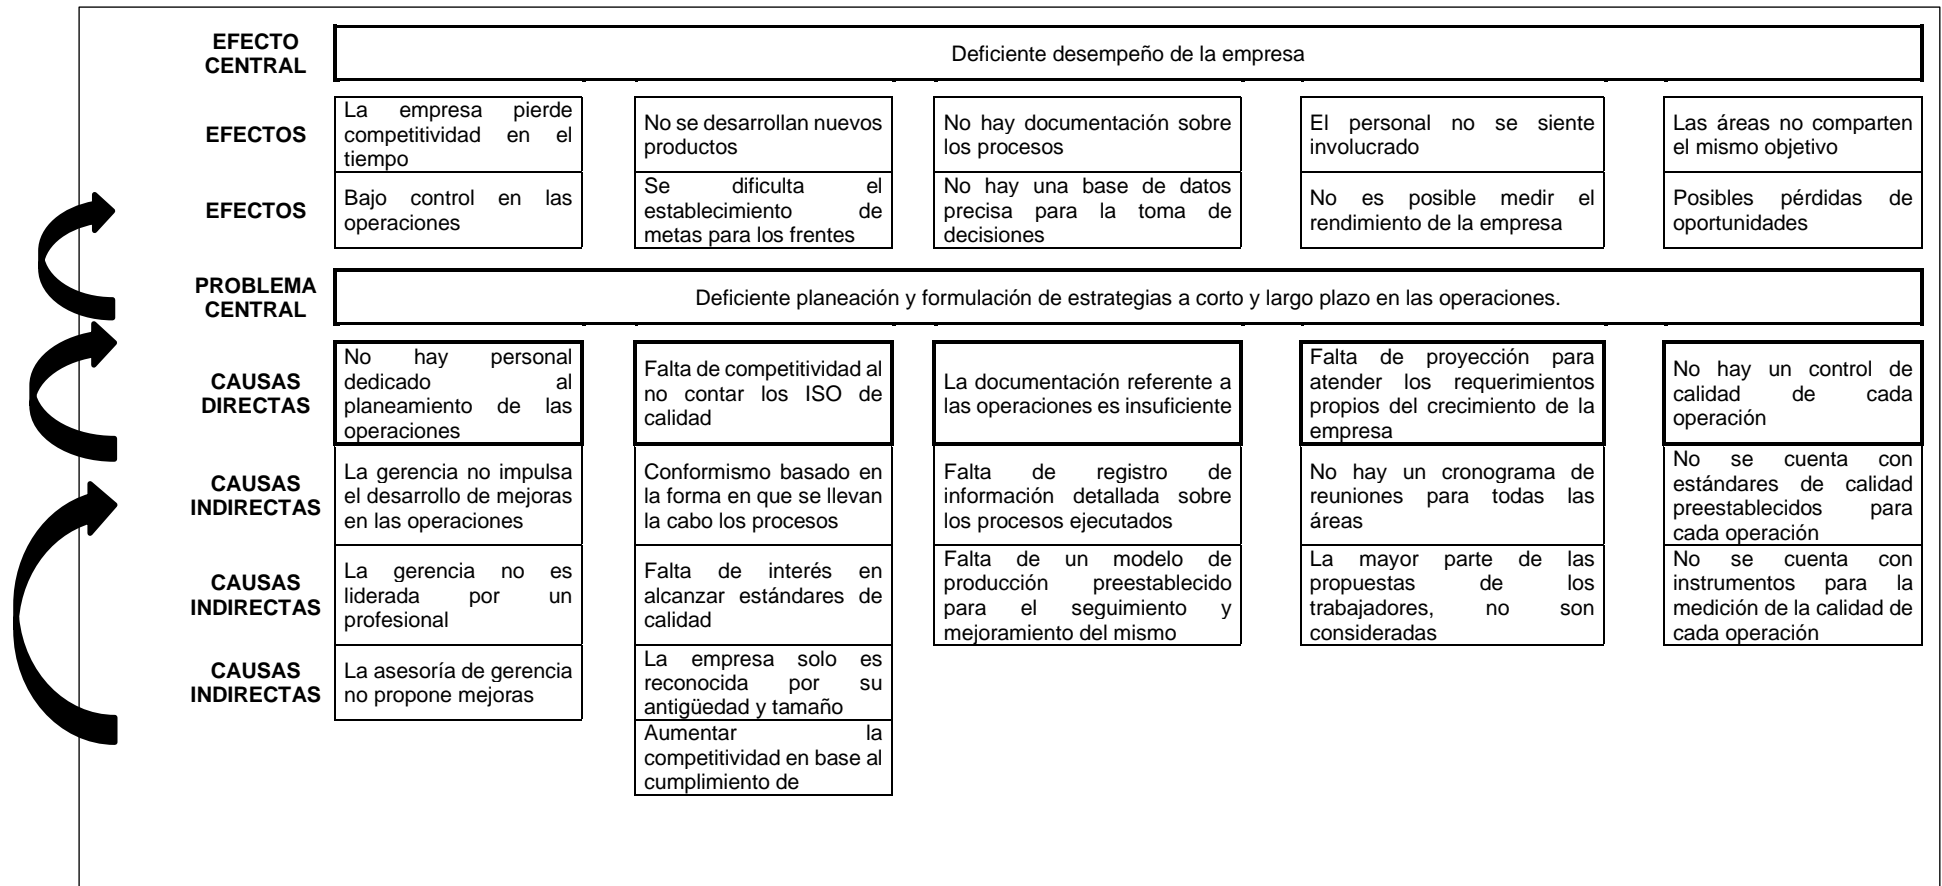 EFECTO
CENTRAL
Deficiente desempeño de la empresa
EFECTOS
La empresa pierde
competitividad en el
tiempo
No se desarrollan nuevos
productos
No hay documentación sobre
los procesos
El personal no se siente
involucrado
Las áreas no comparten
el mismo objetivo
EFECTOS
Bajo control en las
operaciones
Se dificulta el
establecimiento de
metas para los frentes
No hay una base de datos
precisa para la toma de
decisiones
No es posible medir el
rendimiento de la empresa
Posibles pérdidas de
oportunidades
PROBLEMA
CENTRAL
Deficiente planeación y formulación de estrategias a corto y largo plazo en las operaciones.
CAUSAS
DIRECTAS
No hay personal
dedicado al
planeamiento de las
operaciones
Falta de competitividad al
no contar los ISO de
calidad
La documentación referente a
las operaciones es insuficiente
Falta de proyección para
atender los requerimientos
propios del crecimiento de la
empresa
No hay un control de
calidad de cada
operación
CAUSAS
INDIRECTAS
La gerencia no impulsa
el desarrollo de mejoras
en las operaciones
Conformismo basado en
la forma en que se llevan
la cabo los procesos
Falta de registro de
información detallada sobre
los procesos ejecutados
No hay un cronograma de
reuniones para todas las
áreas
No se cuenta con
estándares de calidad
preestablecidos para
cada operación
CAUSAS
INDIRECTAS
La gerencia no es
liderada por un
profesional
Falta de interés en
alcanzar estándares de
calidad
Falta de un modelo de
producción preestablecido
para el seguimiento y
mejoramiento del mismo
La mayor parte de las
propuestas de los
trabajadores, no son
consideradas
No se cuenta con
instrumentos para la
medición de la calidad de
cada operación
CAUSAS
INDIRECTAS
La asesoría de gerencia
no propone mejoras
La empresa solo es
reconocida por su
antigüedad y tamaño
Aumentar la
competitividad en base al
cumplimiento de